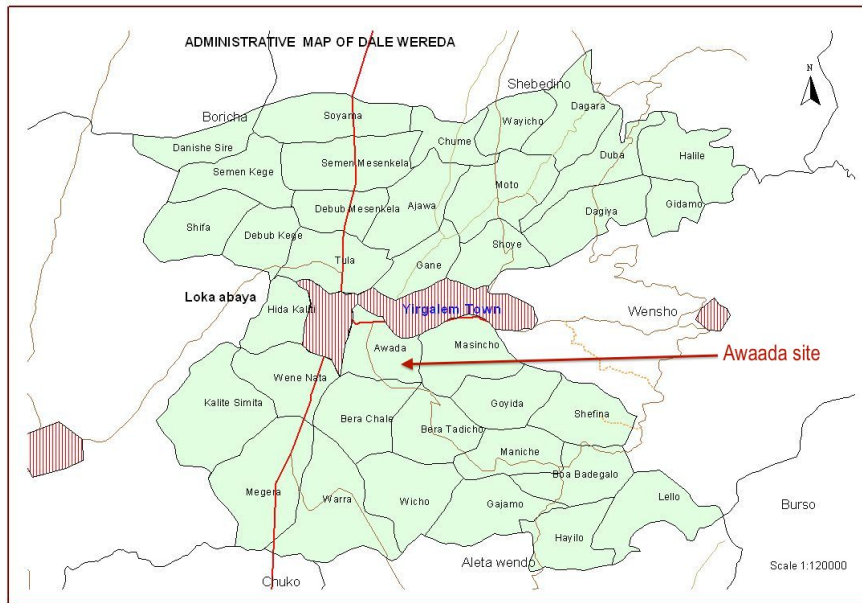 ADMINISTRATIVE MAP OF DALE WEREDA
N
Shebedino
Dagara
Boricha
Soyama
Wayicho
Chume
Danishe Sire
Duba
Halile
Semen Mesenkela
Semen Kege
Moto
Debub Mesenkela
Ajawa
Gidamo
Dagiya
Shifa
Debub Kege
Shoye
Tula
Gane
Loka abaya
Hida Kaliti
Yirgalem Town
Wensho
Awada
Masincho
Awaada site
Wene Nata
Kalite Simita
Goyida
Shefina
Bera Chale
Bera Tadicho
Maniche
Boa Badegalo
Megera
Warra
Wicho
Gajamo
Lello
Burso
Hayilo
Aleta wendo
Scale 1:120000
Chuko